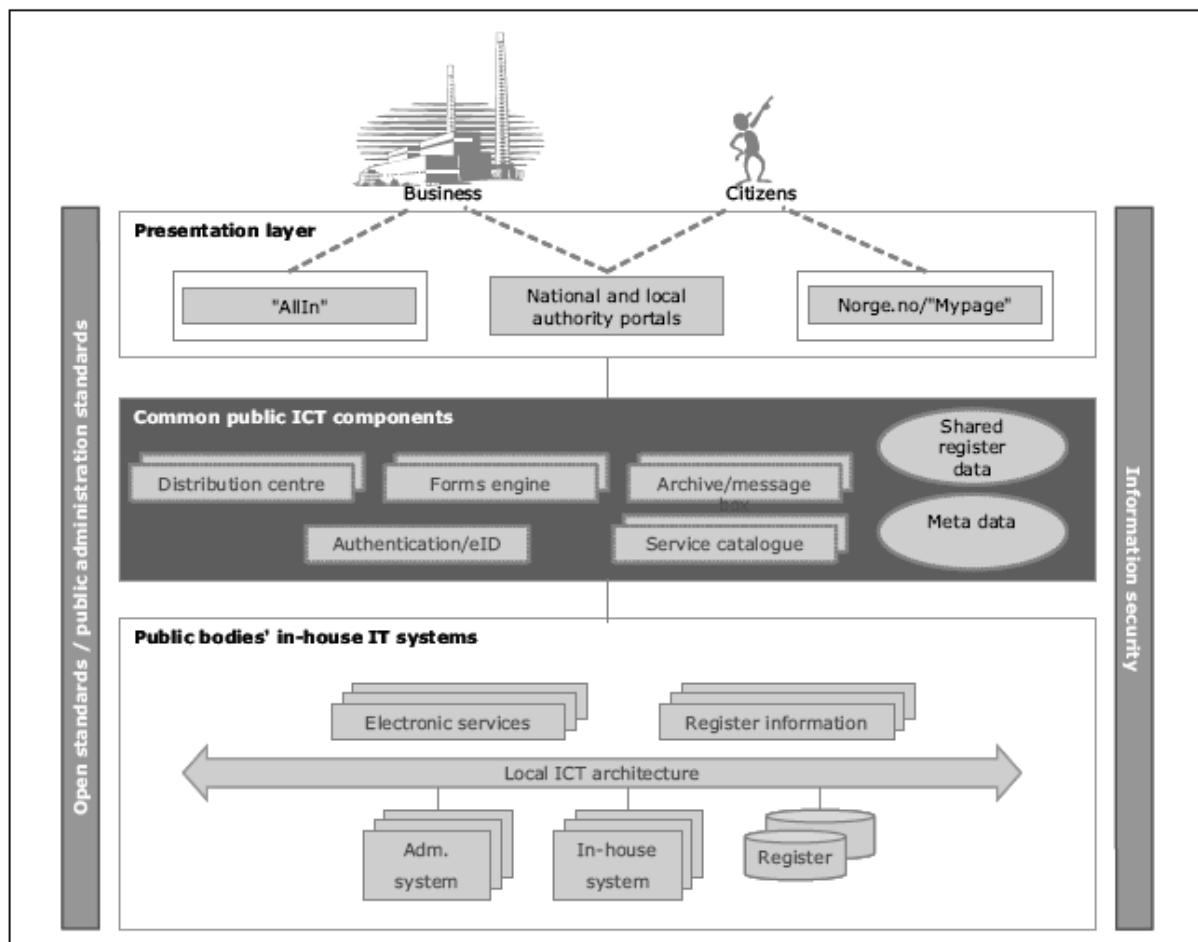 Business
Citizens
Presentation layer
"AllIn"
National and local
authority portals
Norge.no/"Mypage"
Open standards / public administration standards
Information security
Common public ICT components
Shared
register
data
Distribution centre
Forms engine
Archive/message
box
Meta data
Authentication/eID
Service catalogue
Public bodies' in-house IT systems
Electronic services
Register information
Local ICT architecture
Adm.
system
In-house
system
Register